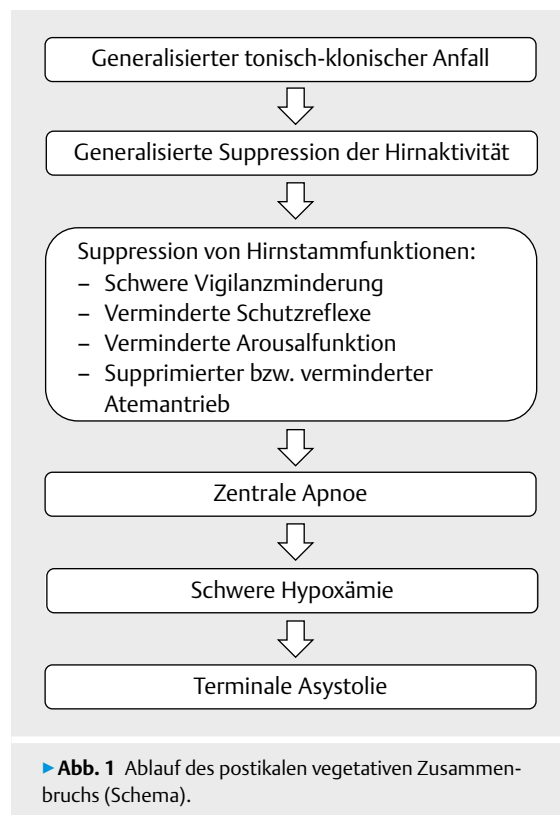 Generalisierter tonisch-klonischer Anfall
Generalisierte Suppression der Hirnaktivität
Suppression von Hirnstammfunktionen:
– Schwere Vigilanzminderung
– Verminderte Schutzreflexe
– Verminderte Arousalfunktion
– Supprimierter bzw. verminderter
Atemantrieb
Zentrale Apnoe
Schwere Hypoxämie
Terminale Asystolie
▶ Abb. 1 Ablauf des postikalen vegetativen Zusammen-
bruchs (Schema).